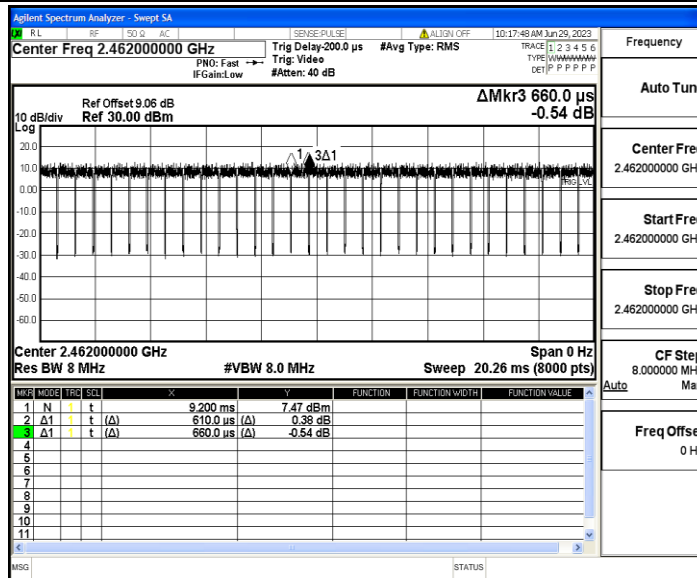 Agilent Spectrum Analyzer - Swept SA
RL RF 50 Ω AC SENSE:PULSE ALIGN OFF 10:17:48 AM Jun 29, 2023
Center Freq 2.462000000 GHz
PNO: Fast
IFGain:Low
Trig Delay-200.0 µs
Trig: Video
#Atten: 40 dB
#Avg Type: RMS
TRACE 1 2 3 4 5 6
TYPE
DET P P P P P P
ΔMkr3 660.0 µs
-0.54 dB
Ref Offset 9.06 dB
10 dB/div Ref 30.00 dBm
Log
20.0
10.0
0.00
-10.0
-20.0
-30.0
-40.0
-50.0
-60.0
1 3Δ1
TRIG LVL
Center 2.462000000 GHz Span 0 Hz
Res BW 8 MHz #VBW 8.0 MHz Sweep 20.26 ms (8000 pts)
MKR MODE TRC SCL X Y FUNCTION FUNCTION WIDTH FUNCTION VALUE
1 N 1 t 9.200 ms 7.47 dBm
2 Δ1 1 t (Δ) 610.0 µs (Δ) 0.38 dB
3 Δ1 1 t (Δ) 660.0 µs (Δ) -0.54 dB
4
5
6
7
8
9
10
11
MSG STATUS
Frequency
Auto Tun
Center Fre
2.462000000 GH
Start Fre
2.462000000 GH
Stop Fre
2.462000000 GH
CF Step
8.000000 MH
Auto Ma
Freq Offse
0 H